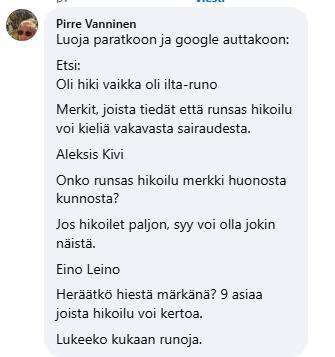 Viesti
Pirre Vanninen
Luoja paratkoon ja google auttakoon:
Etsi:
Oli hiki vaikka oli ilta-runo
Merkit, joista tiedät että runsas hikoilu
voi kieliä vakavasta sairaudesta.
Aleksis Kivi
Onko runsas hikoilu merkki huonosta
kunnosta?
Jos hikoilet paljon, syy voi olla jokin
näistä.
Eino Leino
Heräätkö hiestä märkänä? 9 asiaa
joista hikoilu voi kertoa.
Lukeeko kukaan runoja.